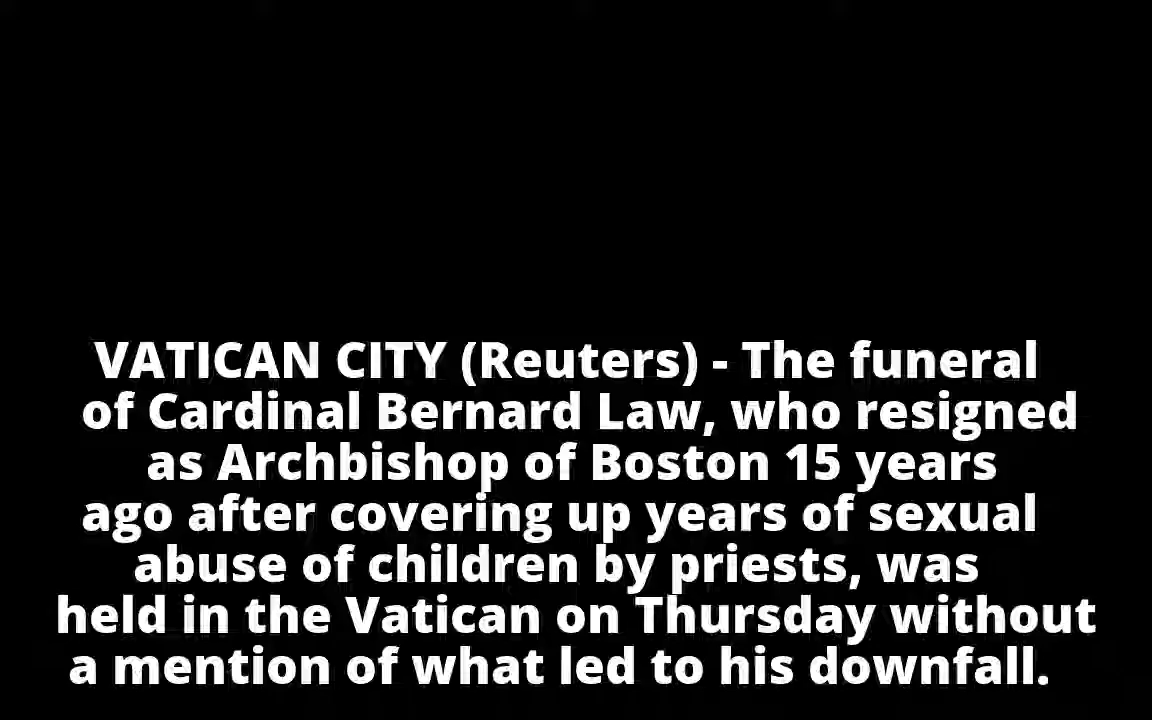 VATICAN CITY (Reuters) - The funeral
of Cardinal Bernard Law, who resigned
as Archbishop of Boston 15 years
ago after covering up years of sexual
abuse of children by priests, was
held in the Vatican on Thursday without
a mention of what led to his downfall.